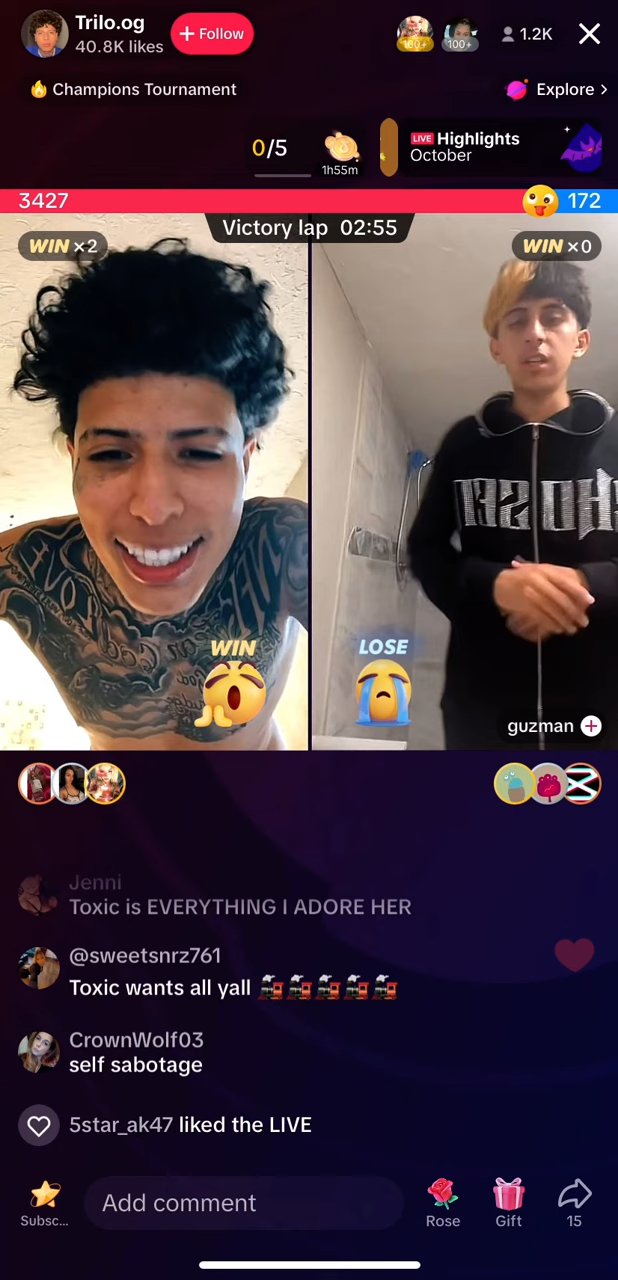 Trilo.og
40.8K likes
+ Follow
100+
100+
1.2K
Champions Tournament
Explore >
0/5
1h55m
LIVE Highlights
October
3427
172
Victory lap 02:55
WIN ×2
WIN ×0
WIN
LOSE
guzman
Jenni
Toxic is EVERYTHING I ADORE HER
@sweetsnrz761
Toxic wants all yall 🚂🚂🚂🚂🚂
CrownWolf03
self sabotage
5star_ak47 liked the LIVE
Subsc...
Add comment
Rose
Gift
15